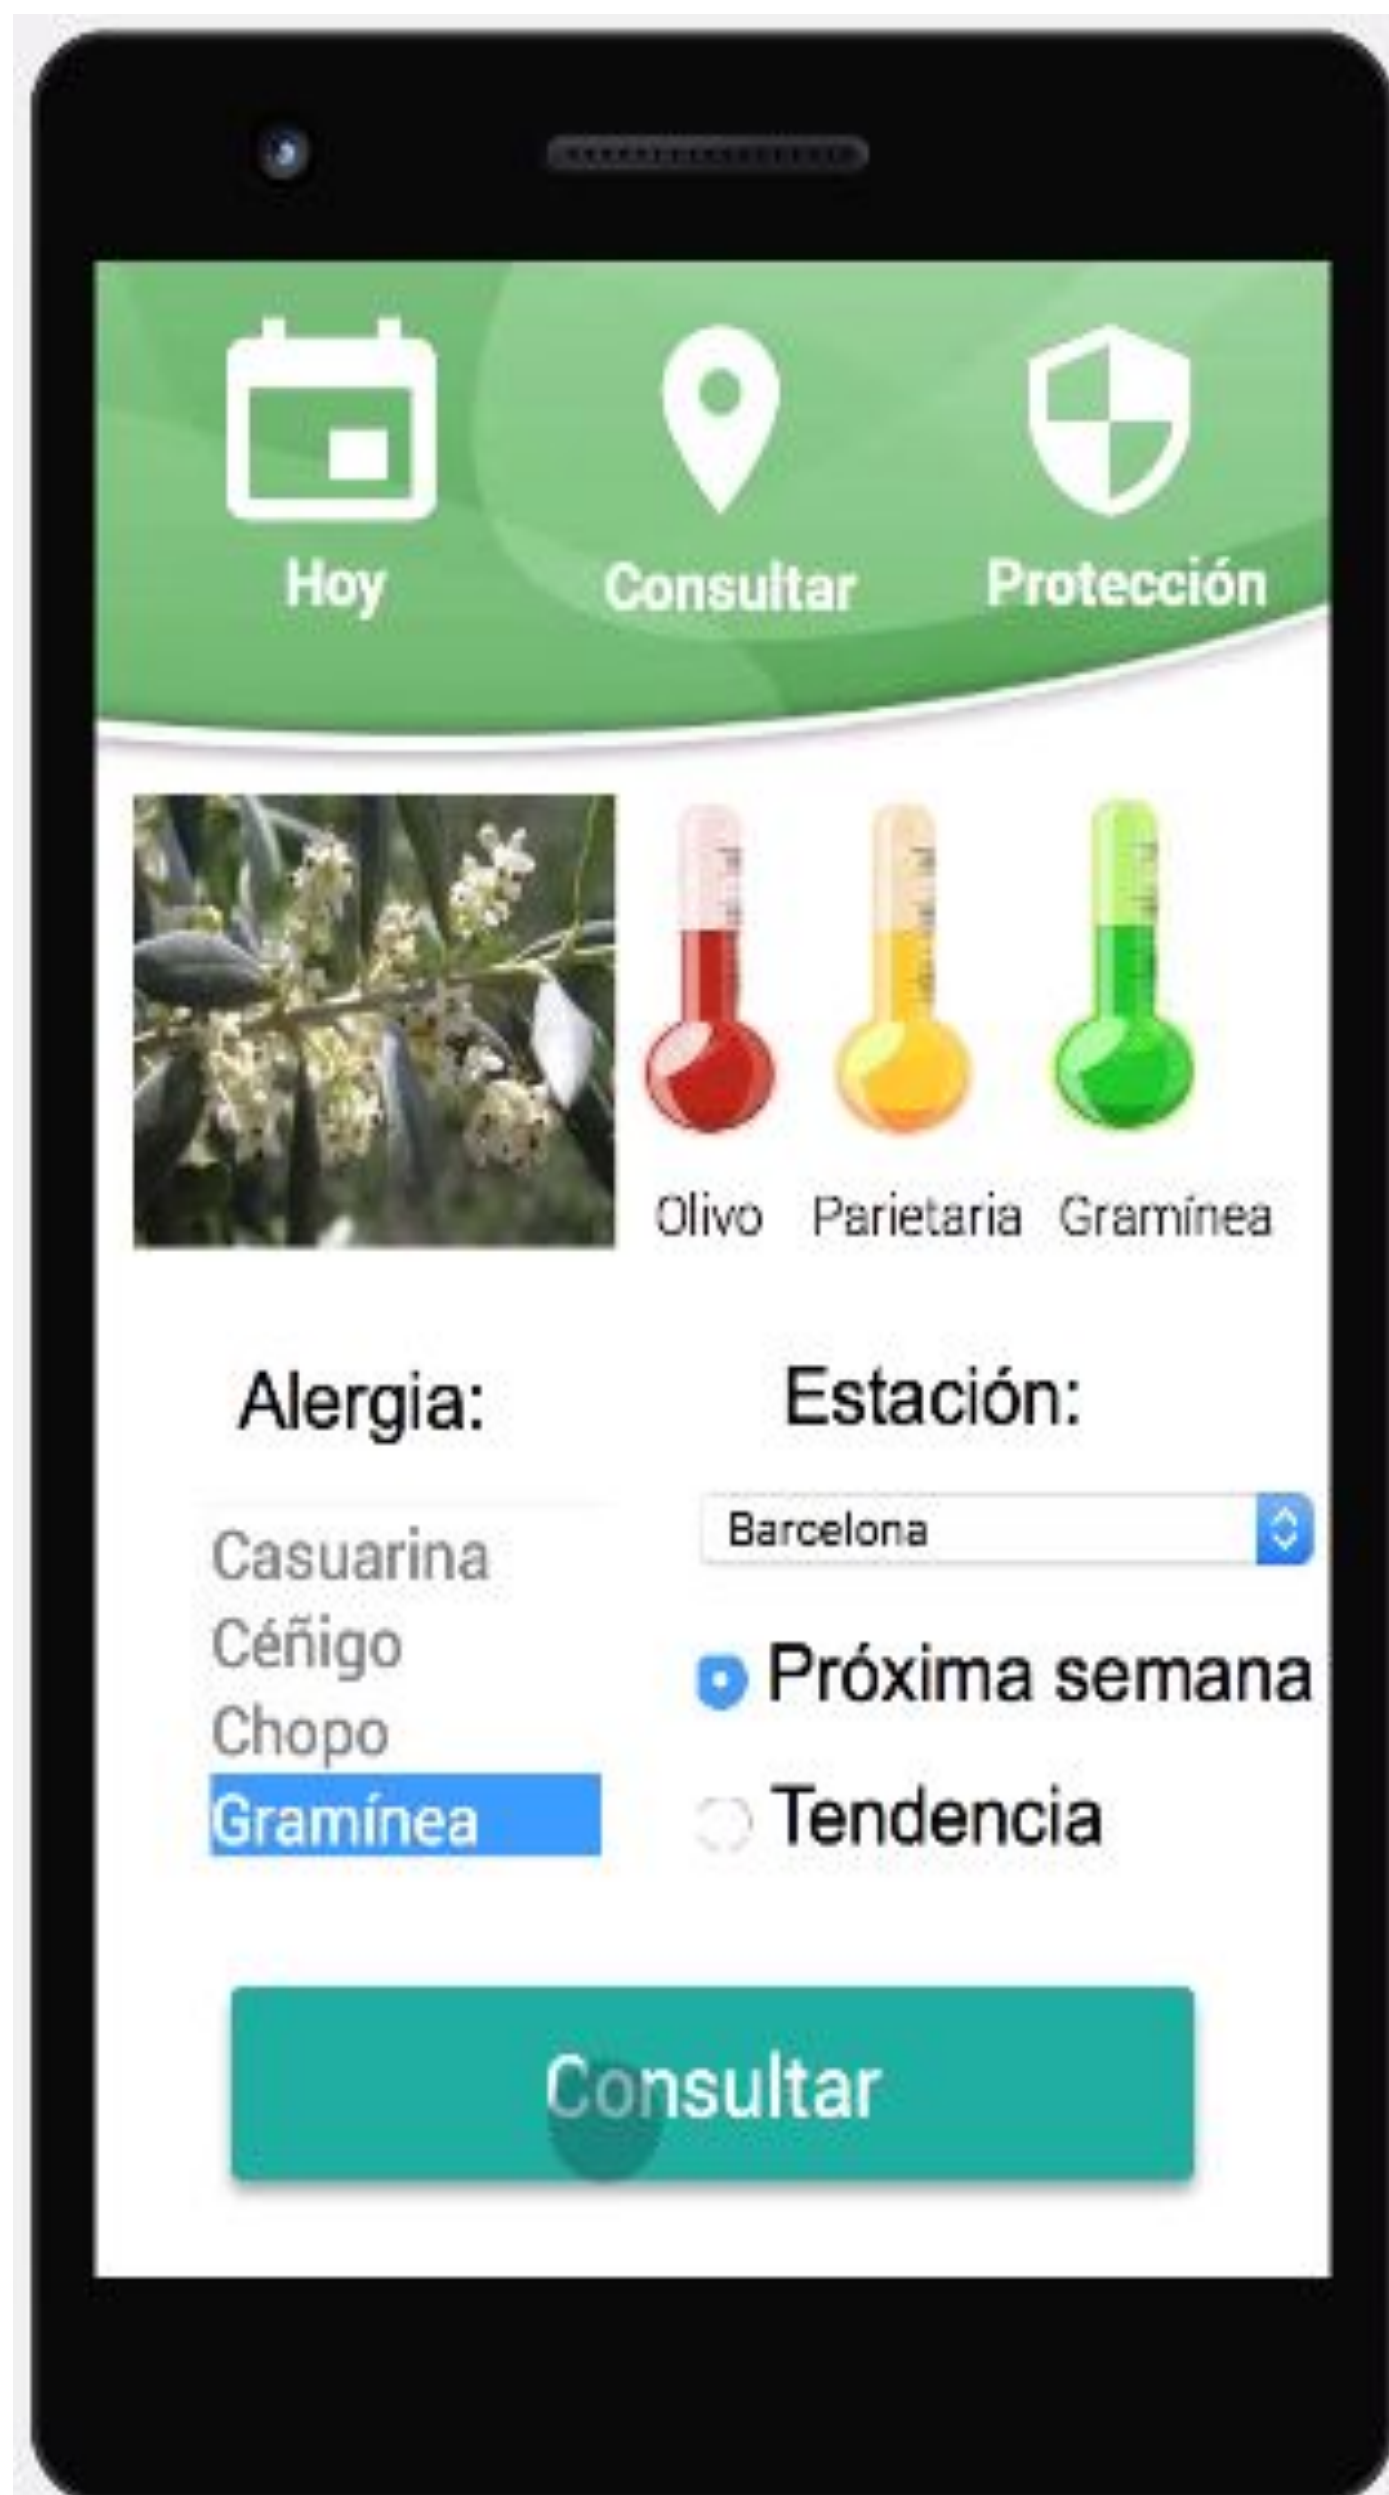 Hoy Consultar Protección
Olivo Parietaria Gramínea
Alergia:
Casuarina
Céñigo
Chopo
Gramínea
Estación:
Barcelona
Próxima semana
Tendencia
Consultar